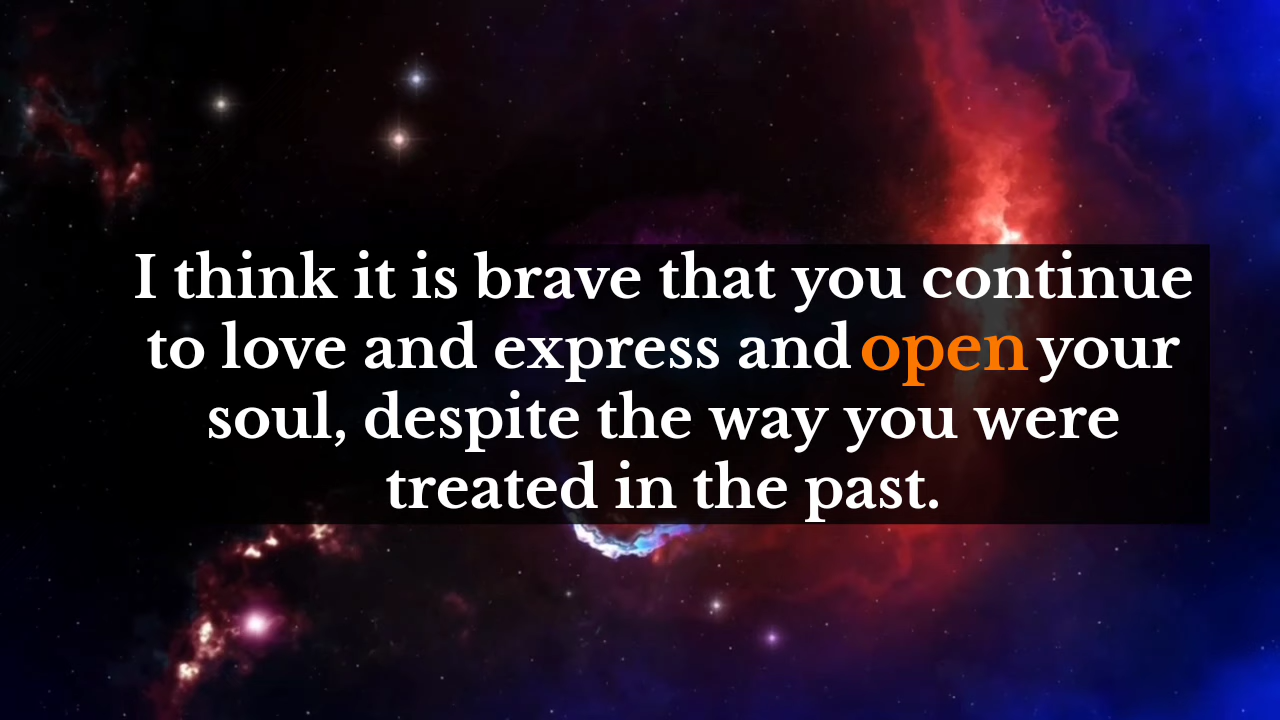 I think it is brave that you continue
to love and express and open your
soul, despite the way you were
treated in the past.